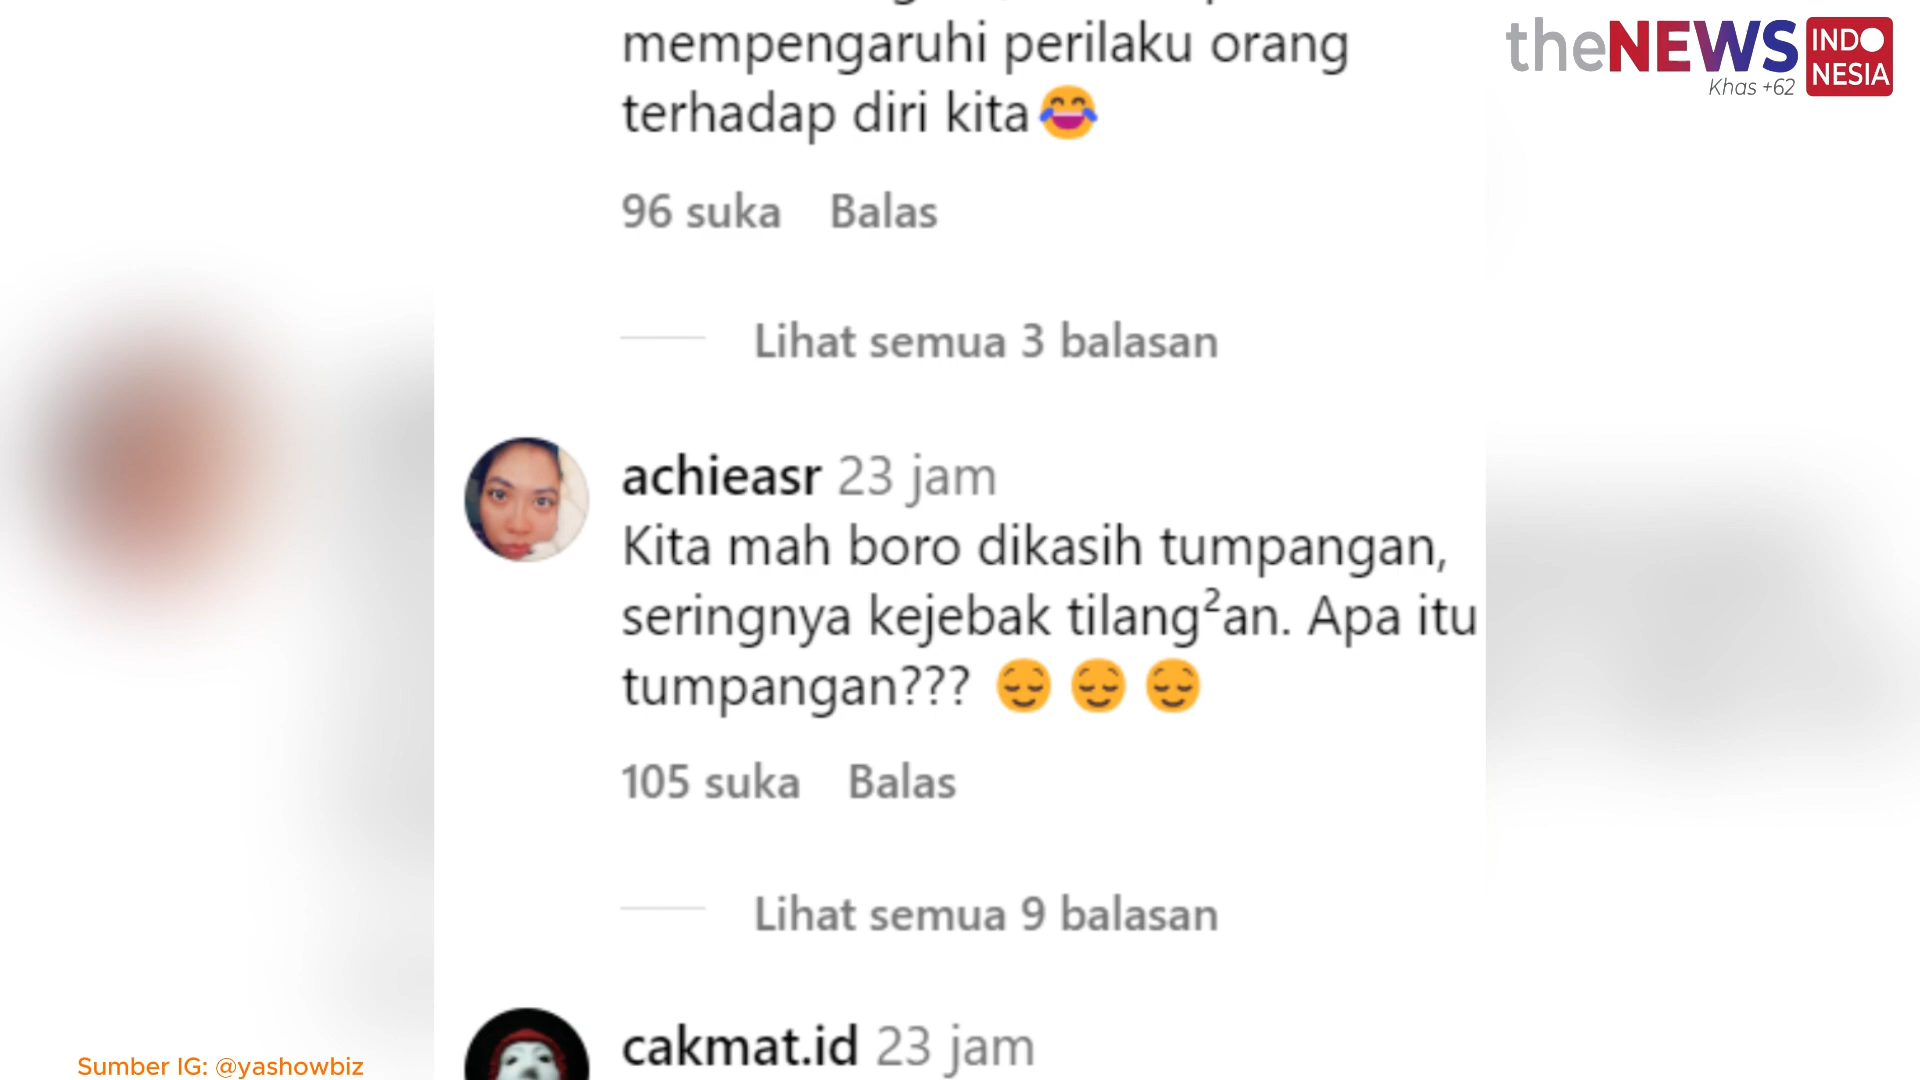 mempengaruhi perilaku orang
terhadap diri kita😂
96 suka Balas
Lihat semua 3 balasan
achieasr 23 jam
Kita mah boro dikasih tumpangan,
seringnya kejebak tilang²an. Apa itu
tumpangan??? 😌 😌 😌
105 suka Balas
Lihat semua 9 balasan
cakmat.id 23 jam
theNEWS INDONESIA
Khas +62
Sumber IG: @yashowbiz